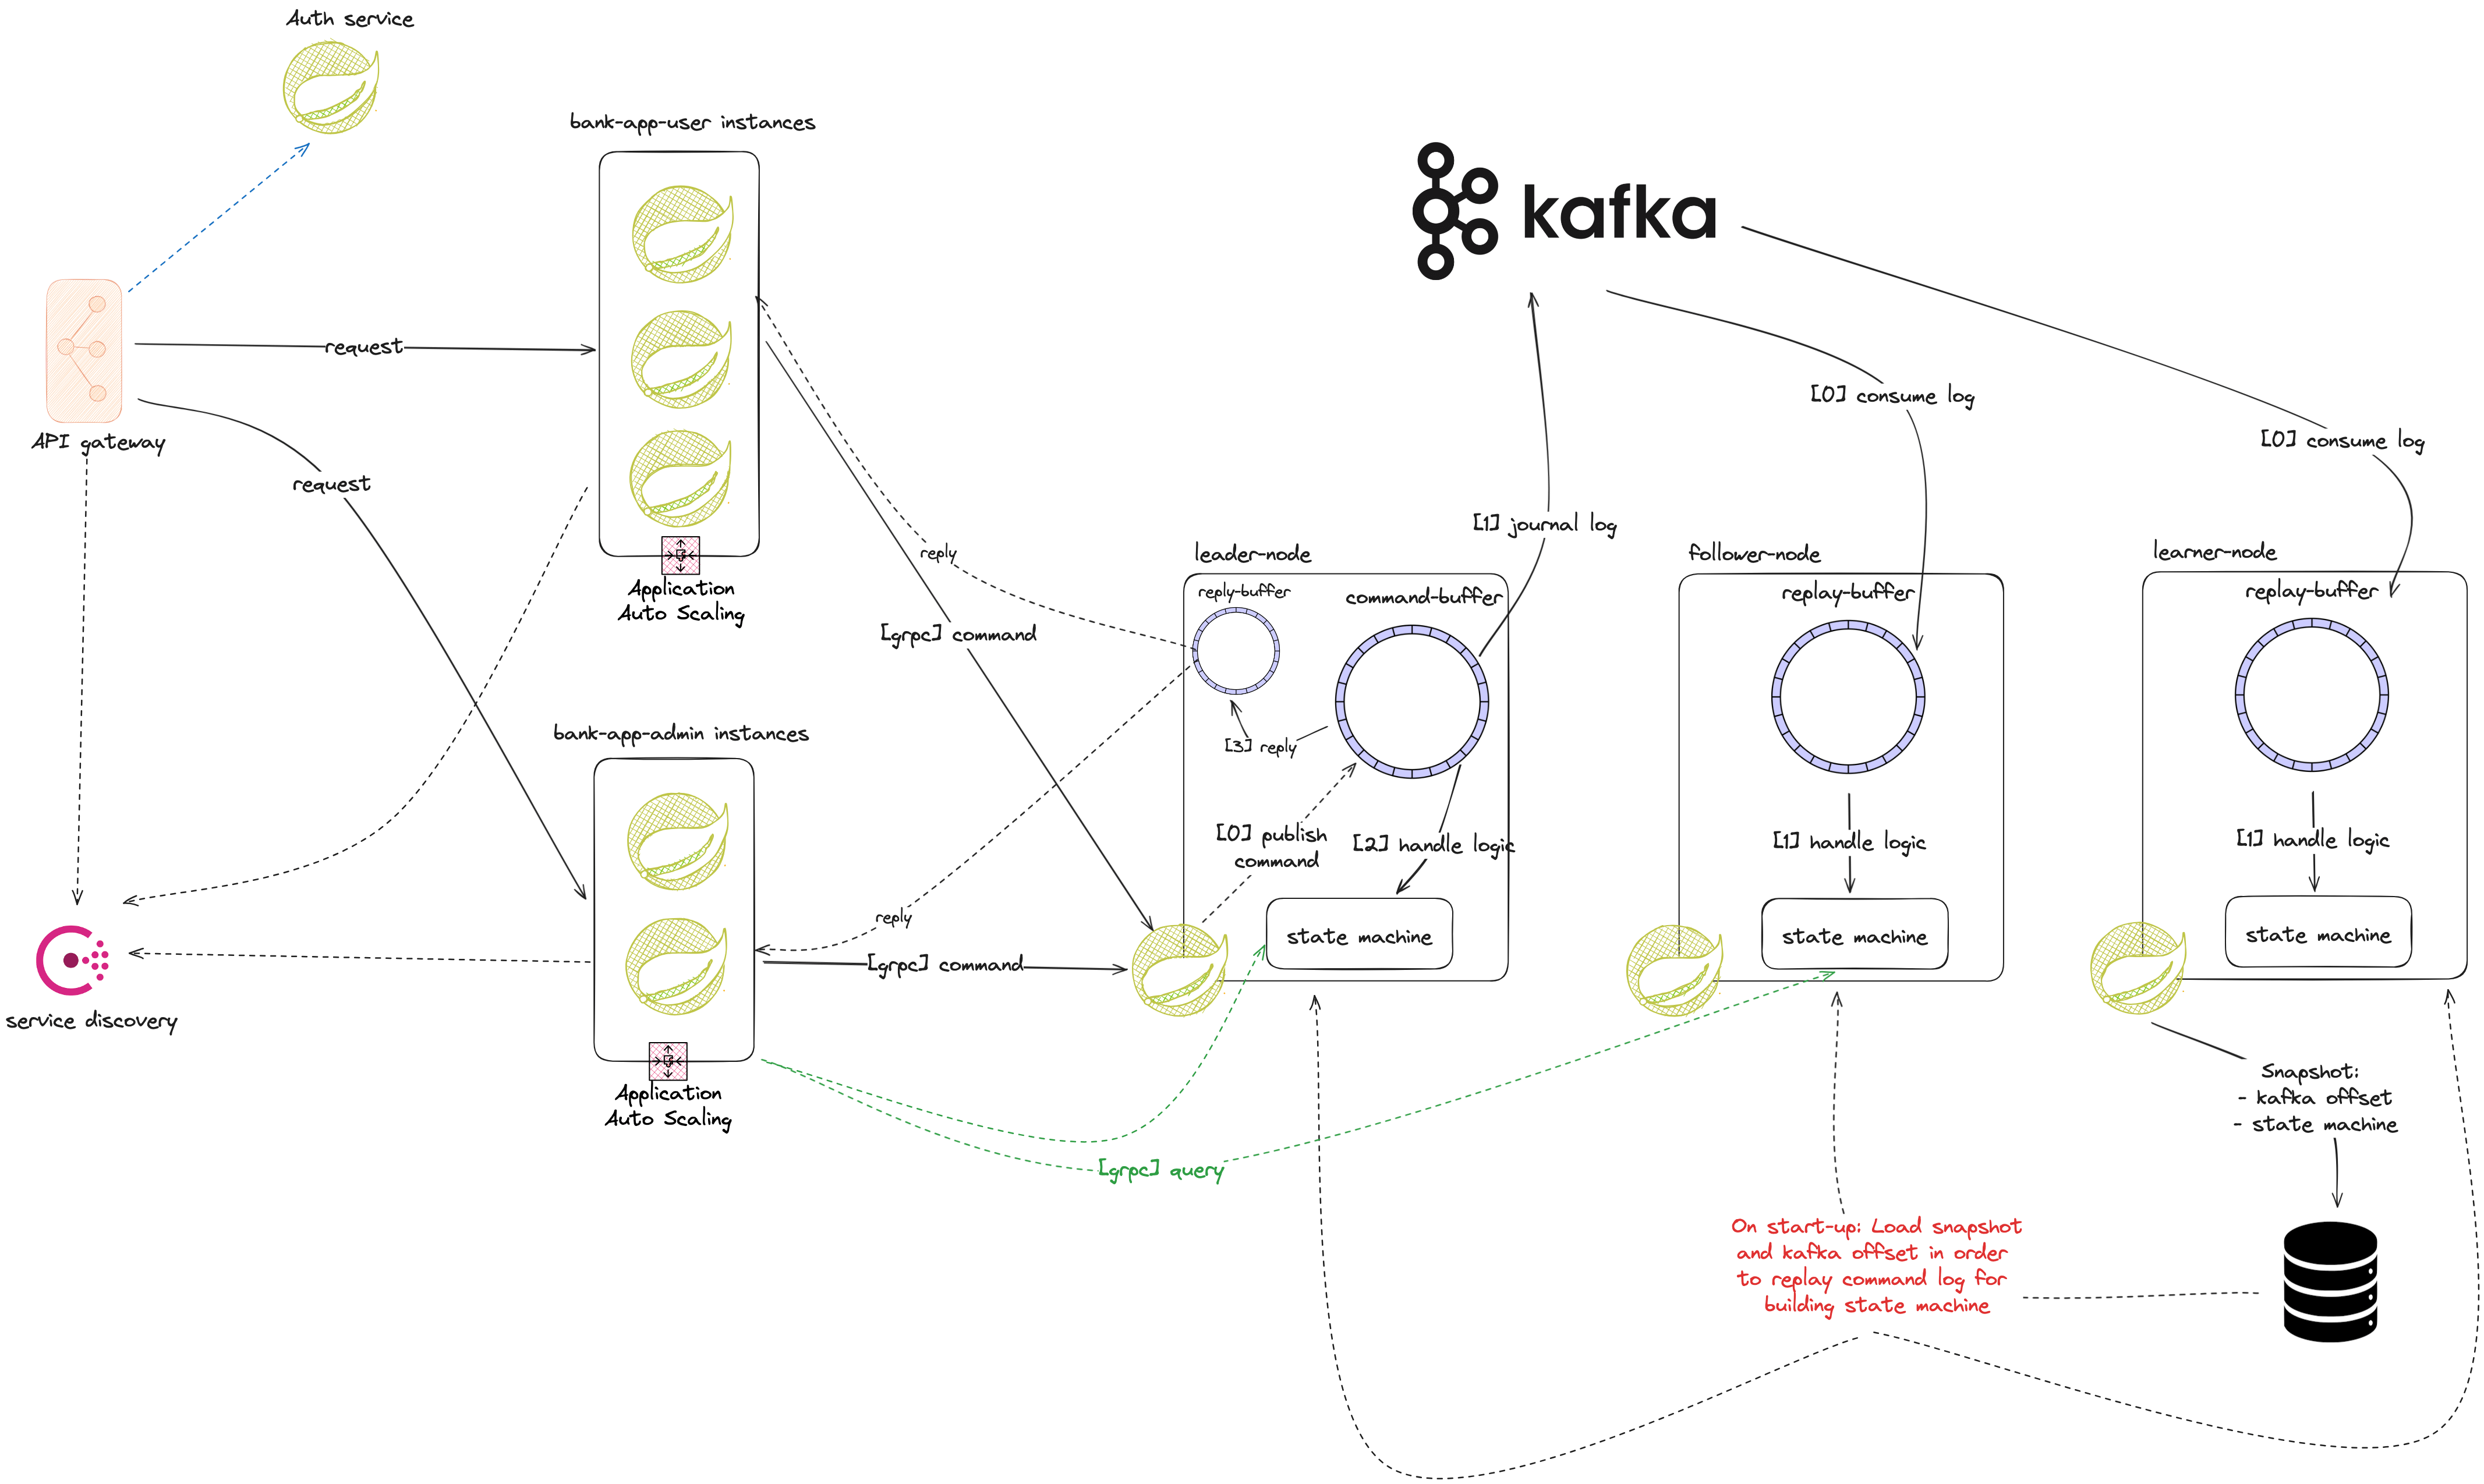 Auth service
bank-app-user instances
kafka
request
[0] consume log
API gateway
[0] consume log
request
[1] journal log
reply
leader-node
follower-node
learner-node
Application
Auto Scaling
reply-buffer
command-buffer
replay-buffer
replay-buffer
[grpc] command
bank-app-admin instances
[3] reply
[0] publish
command
[2] handle logic
[1] handle logic
[1] handle logic
reply
state machine
state machine
state machine
[grpc] command
service discovery
Application
Auto Scaling
Snapshot:
- kafka offset
- state machine
[grpc] query
On start-up: Load snapshot
and kafka offset in order
to replay command log for
building state machine